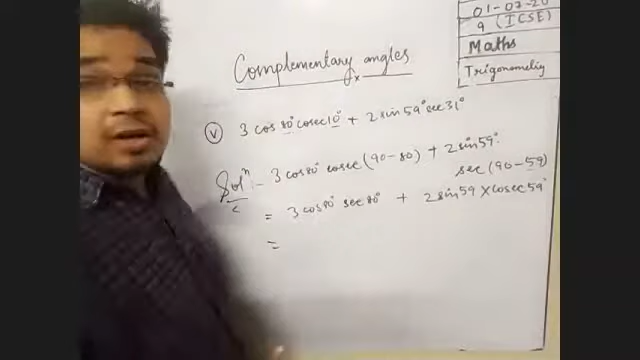 01-07-20
9 (ICSE)
Maths
Trigonometry
Complementary angles
(V) 3 cos 80° cosec 10° + 2 sin 59° sec 31°
Solⁿ:- 3 cos 80° cosec (90-80) + 2 sin 59°.
sec (90-59)
= 3 cos 80° sec 80° + 2 sin 59 × cosec 59°
=